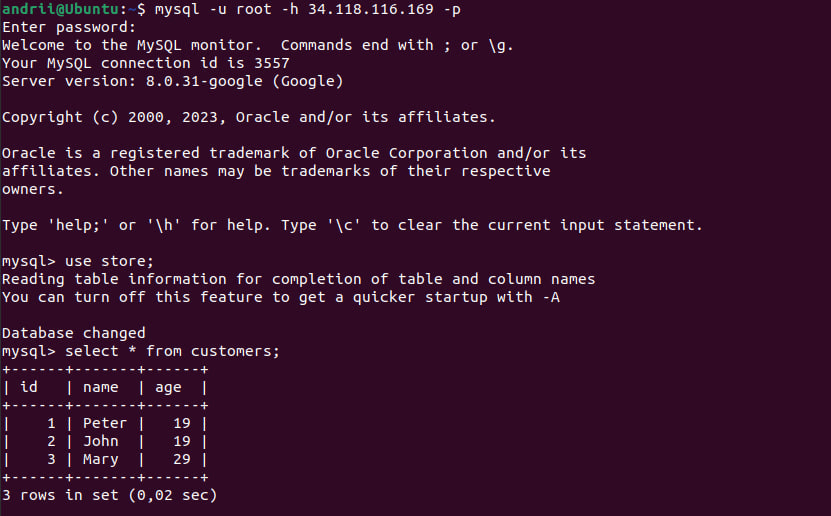 andrii@Ubuntu:~$ mysql -u root -h 34.118.116.169 -p
Enter password:
Welcome to the MySQL monitor.  Commands end with ; or \g.
Your MySQL connection id is 3557
Server version: 8.0.31-google (Google)

Copyright (c) 2000, 2023, Oracle and/or its affiliates.

Oracle is a registered trademark of Oracle Corporation and/or its
affiliates. Other names may be trademarks of their respective
owners.

Type 'help;' or '\h' for help. Type '\c' to clear the current input statement.

mysql> use store;
Reading table information for completion of table and column names
You can turn off this feature to get a quicker startup with -A

Database changed
mysql> select * from customers;
+------+-------+------+
| id   | name  | age  |
+------+-------+------+
|    1 | Peter |   19 |
|    2 | John  |   19 |
|    3 | Mary  |   29 |
+------+-------+------+
3 rows in set (0,02 sec)